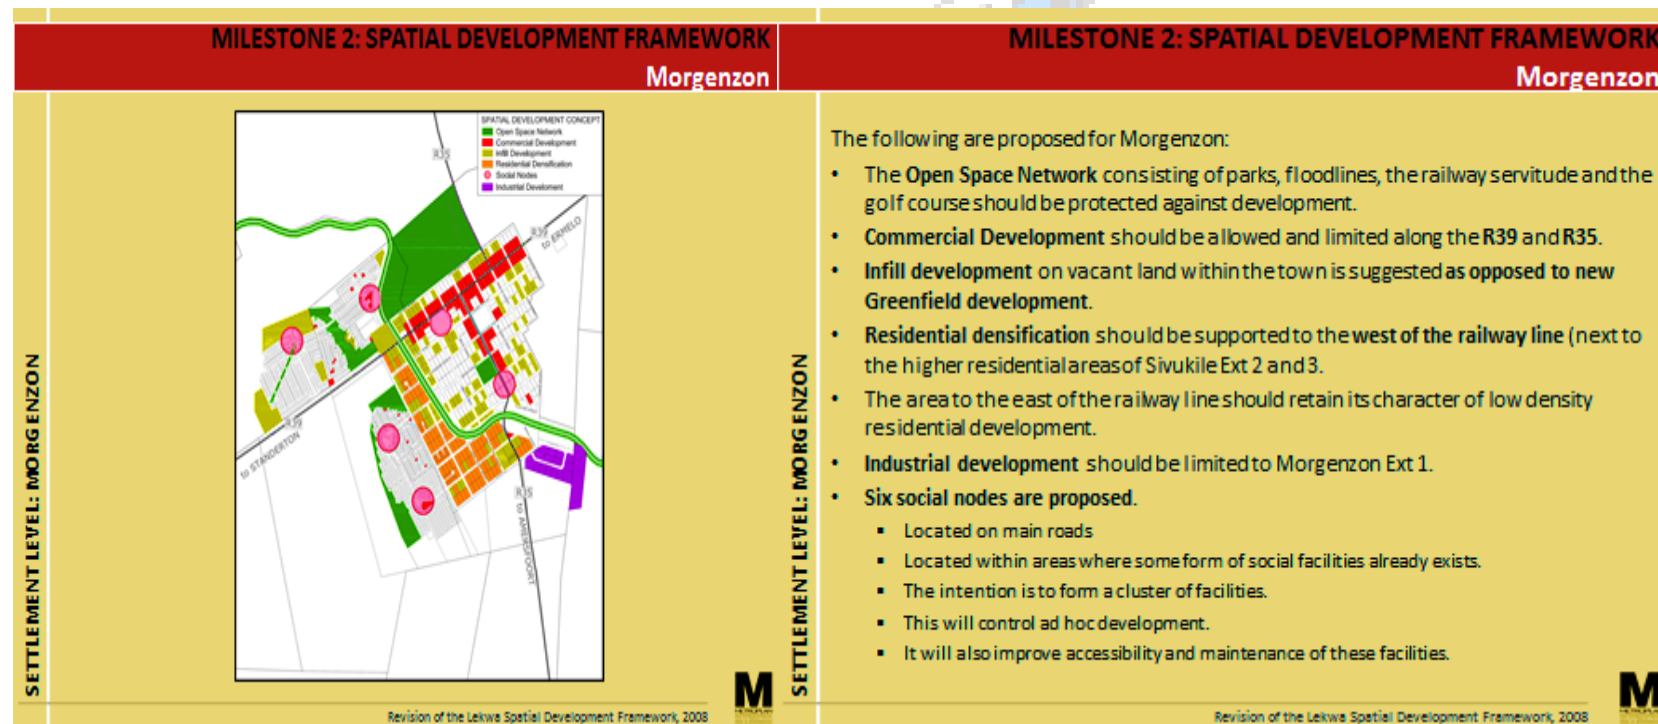 MILESTONE 2: SPATIAL DEVELOPMENT FRAMEWORK
Morgenzon
SETTLEMENT LEVEL: MORGENZON
SPATIAL DEVELOPMENT CONCEPT
Open Space Network
Commercial Development
Infill Development
Residential Densification
Social Nodes
Industrial Develoment
R35
R39
to ERMELO
R39
to STANDERTON
R35
to AMERSFOORT
M
Revision of the Lekwa Spatial Development Framework, 2008
MILESTONE 2: SPATIAL DEVELOPMENT FRAMEWORK
Morgenzon
SETTLEMENT LEVEL: MORGENZON
The following are proposed for Morgenzon:
• The Open Space Network consisting of parks, floodlines, the railway servitude and the
golf course should be protected against development.
• Commercial Development should be allowed and limited along the R39 and R35.
• Infill development on vacant land within the town is suggested as opposed to new
Greenfield development.
• Residential densification should be supported to the west of the railway line (next to
the higher residential areas of Sivukile Ext 2 and 3.
• The area to the east of the railway line should retain its character of low density
residential development.
• Industrial development should be limited to Morgenzon Ext 1.
• Six social nodes are proposed.
▪ Located on main roads
▪ Located within areas where some form of social facilities already exists.
▪ The intention is to form a cluster of facilities.
▪ This will control ad hoc development.
▪ It will also improve accessibility and maintenance of these facilities.
M
Revision of the Lekwa Spatial Development Framework, 2008